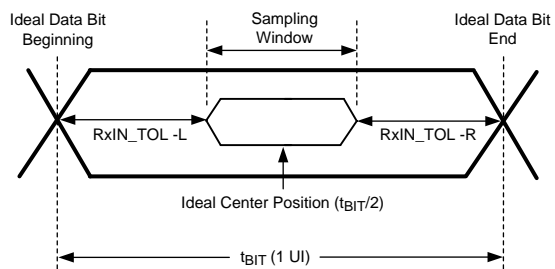 Ideal Data Bit
Beginning
Sampling
Window
Ideal Data Bit
End
RxIN_TOL -L
RxIN_TOL -R
Ideal Center Position (tBIT/2)
tBIT (1 UI)